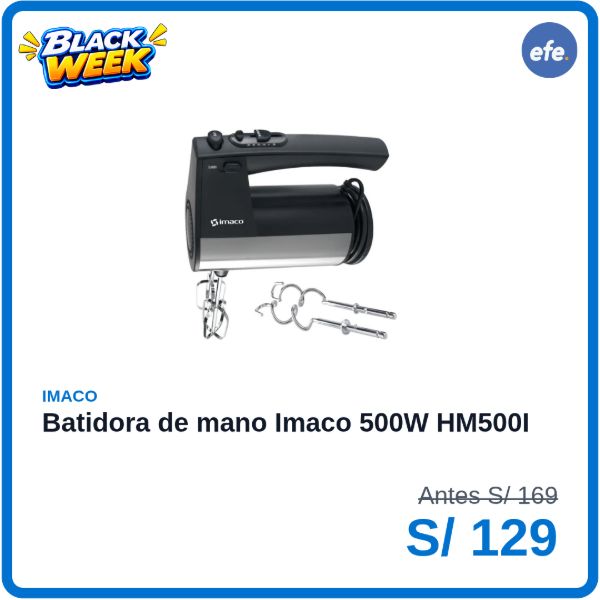 BLACK
WEEK
efe.
imaco
IMACO
Batidora de mano Imaco 500W HM500I
Antes S/ 169
S/ 129